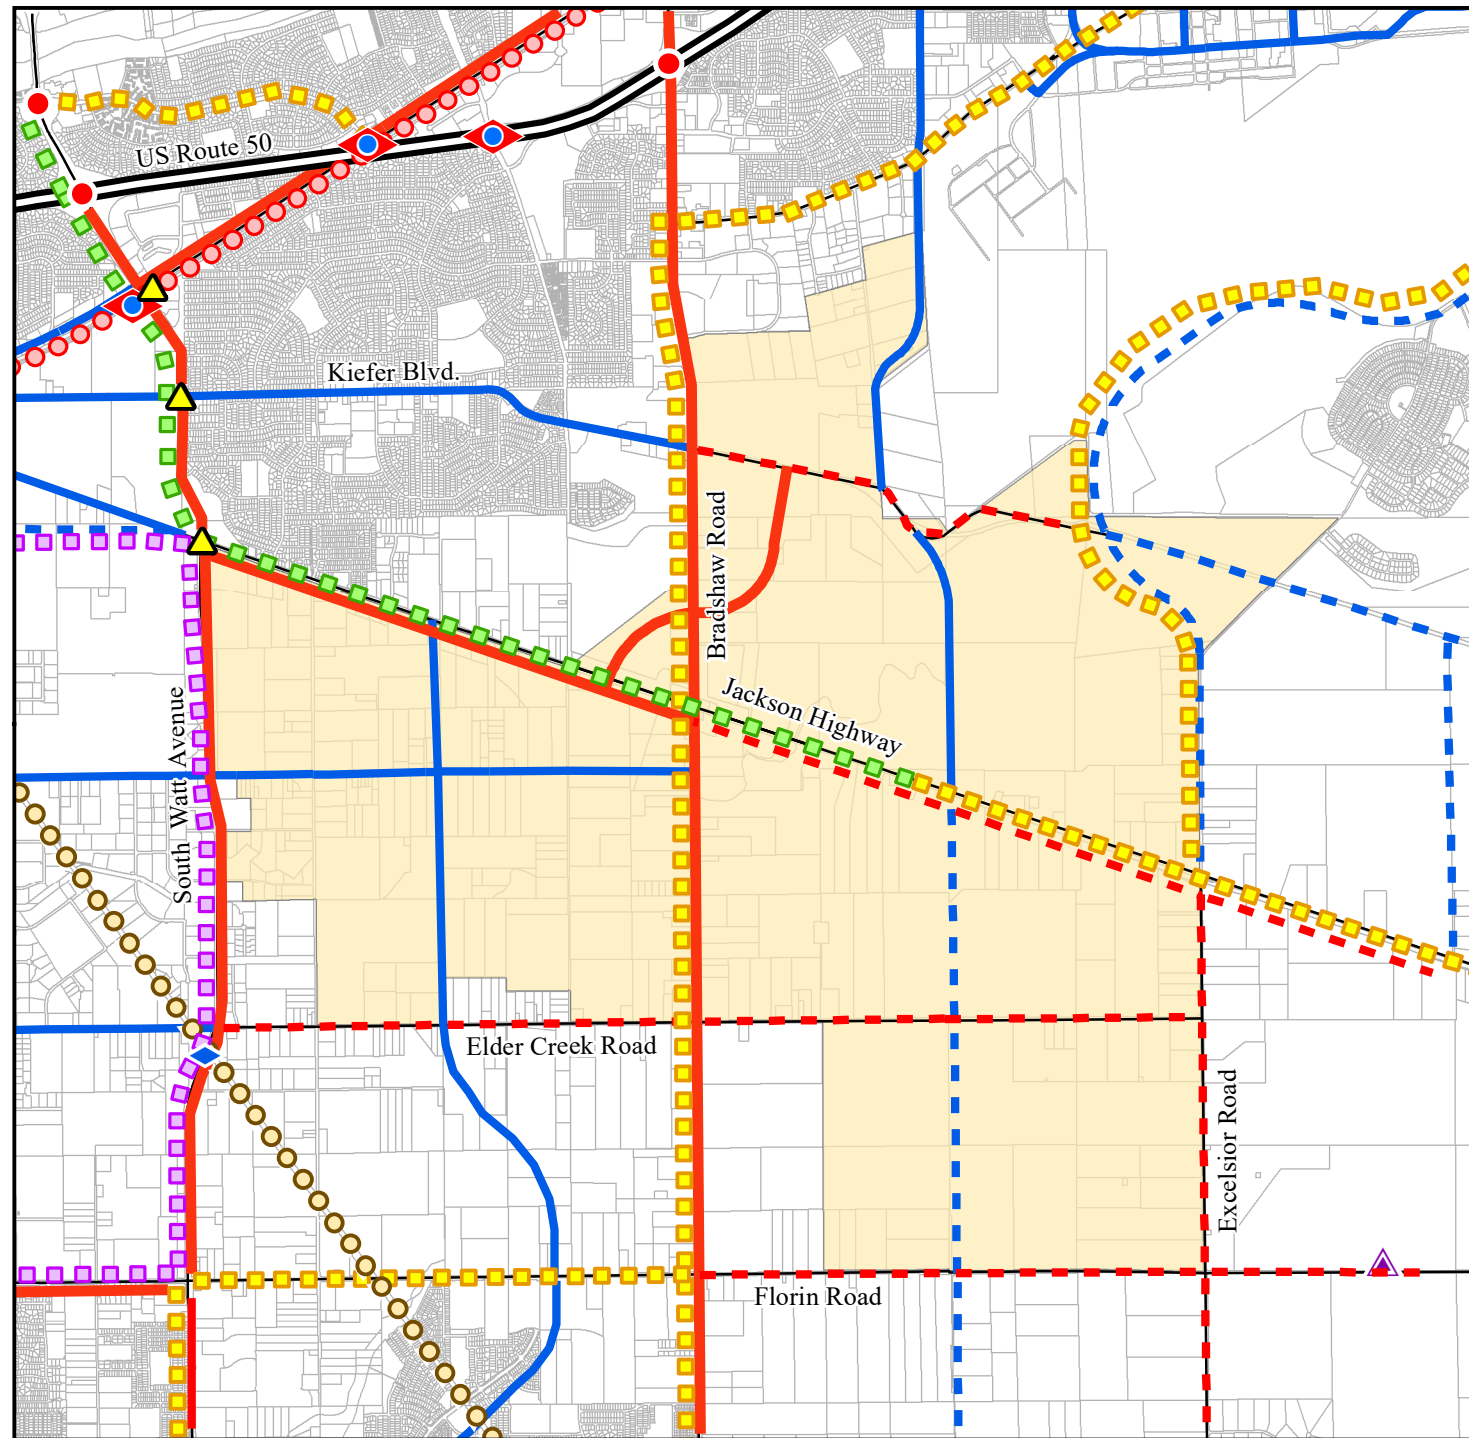 US Route 50
Kiefer Blvd.
Bradshaw Road
Jackson Highway
South Watt Avenue
Elder Creek Road
Excelsior Road
Florin Road